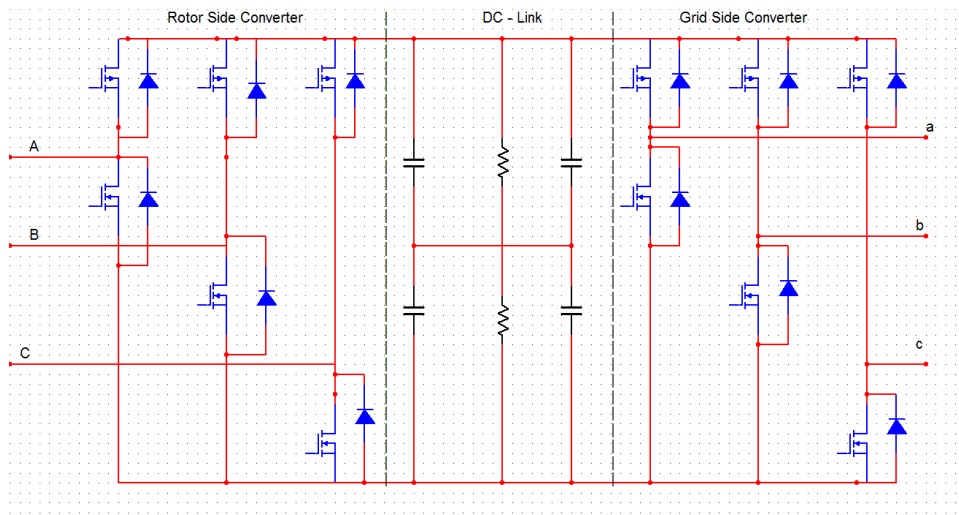 Rotor Side Converter
DC - Link
Grid Side Converter
a
A
b
B
c
C